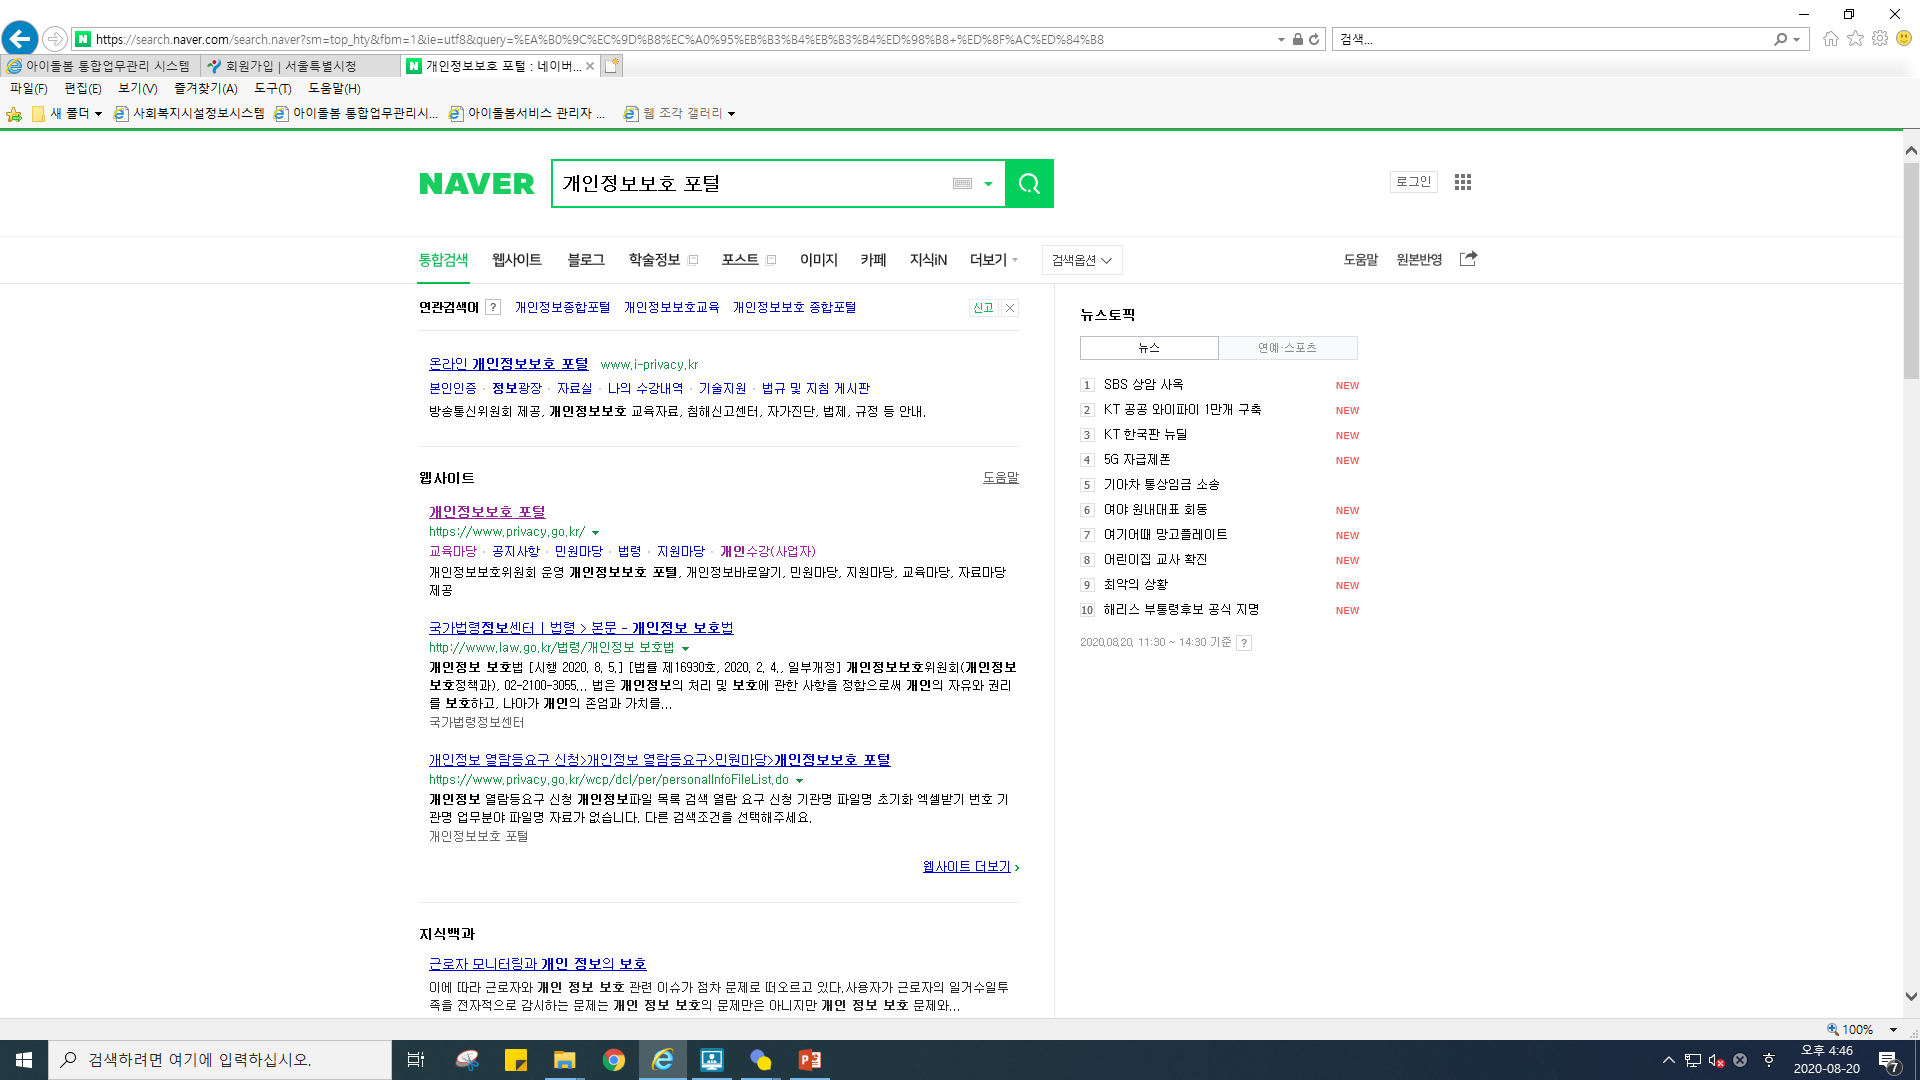 https://search.naver.com/search.naver?sm=top_hty&fbm=1&ie=utf8&query=%EA%B0%9C%EC%9D%B8%EC%A0%95%EB%B3%B4%EB%B3%B4%ED%98%B8+%ED%8F%AC%ED%84%B8
검색...
아이돌봄 통합업무관리 시스템
회원가입 | 서울특별시청
개인정보보호 포털 : 네이버...
파일(F) 편집(E) 보기(V) 즐겨찾기(A) 도구(T) 도움말(H)
새 폴더 사회복지시설정보시스템 아이돌봄 통합업무관리시... 아이돌봄서비스 관리자 ... 웹 조각 갤러리
NAVER
개인정보보호 포털
로그인
통합검색 웹사이트 블로그 학술정보 포스트 이미지 카페 지식iN 더보기 검색옵션
도움말 원본반영
연관검색어 ? 개인정보종합포털 개인정보보호교육 개인정보보호 종합포털 신고
온라인 개인정보보호 포털 www.i-privacy.kr
본인인증 · 정보광장 · 자료실 · 나의 수강내역 · 기술지원 · 법규 및 지침 게시판
방송통신위원회 제공, 개인정보보호 교육자료, 침해신고센터, 자가진단, 법제, 규정 등 안내.
웹사이트 도움말
개인정보보호 포털
https://www.privacy.go.kr/
교육마당 · 공지사항 · 민원마당 · 법령 · 지원마당 · 개인수강(사업자)
개인정보보호위원회 운영 개인정보보호 포털, 개인정보바로알기, 민원마당, 지원마당, 교육마당, 자료마당
제공
국가법령정보센터 | 법령 > 본문 - 개인정보 보호법
http://www.law.go.kr/법령/개인정보 보호법
개인정보 보호법 [시행 2020. 8. 5.] [법률 제16930호, 2020. 2. 4., 일부개정] 개인정보보호위원회(개인정보
보호정책과), 02-2100-3055... 법은 개인정보의 처리 및 보호에 관한 사항을 정함으로써 개인의 자유와 권리
를 보호하고, 나아가 개인의 존엄과 가치를...
국가법령정보센터
개인정보 열람등요구 신청>개인정보 열람등요구>민원마당>개인정보보호 포털
https://www.privacy.go.kr/wcp/dcl/per/personalInfoFileList.do
개인정보 열람등요구 신청 개인정보파일 목록 검색 열람 요구 신청 기관명 파일명 초기화 엑셀받기 번호 기
관명 업무분야 파일명 자료가 없습니다. 다른 검색조건을 선택해주세요.
개인정보보호 포털
웹사이트 더보기 >
지식백과
근로자 모니터링과 개인 정보의 보호
이에 따라 근로자와 개인 정보 보호 관련 이슈가 점차 문제로 떠오르고 있다.사용자가 근로자의 일거수일투
족을 전자적으로 감시하는 문제는 개인 정보 보호의 문제만은 아니지만 개인 정보 보호 문제와...
뉴스토픽
뉴스 연예·스포츠
1 SBS 상암 사옥 NEW
2 KT 공공 와이파이 1만개 구축 NEW
3 KT 한국판 뉴딜 NEW
4 5G 자급제폰 NEW
5 기아차 통상임금 소송
6 여야 원내대표 회동 NEW
7 여기어때 망고플레이트 NEW
8 어린이집 교사 확진 NEW
9 최악의 상황 NEW
10 해리스 부통령후보 공식 지명 NEW
2020.08.20. 11:30 ~ 14:30 기준 ?
100%
검색하려면 여기에 입력하십시오.
오후 4:46
2020-08-20
7